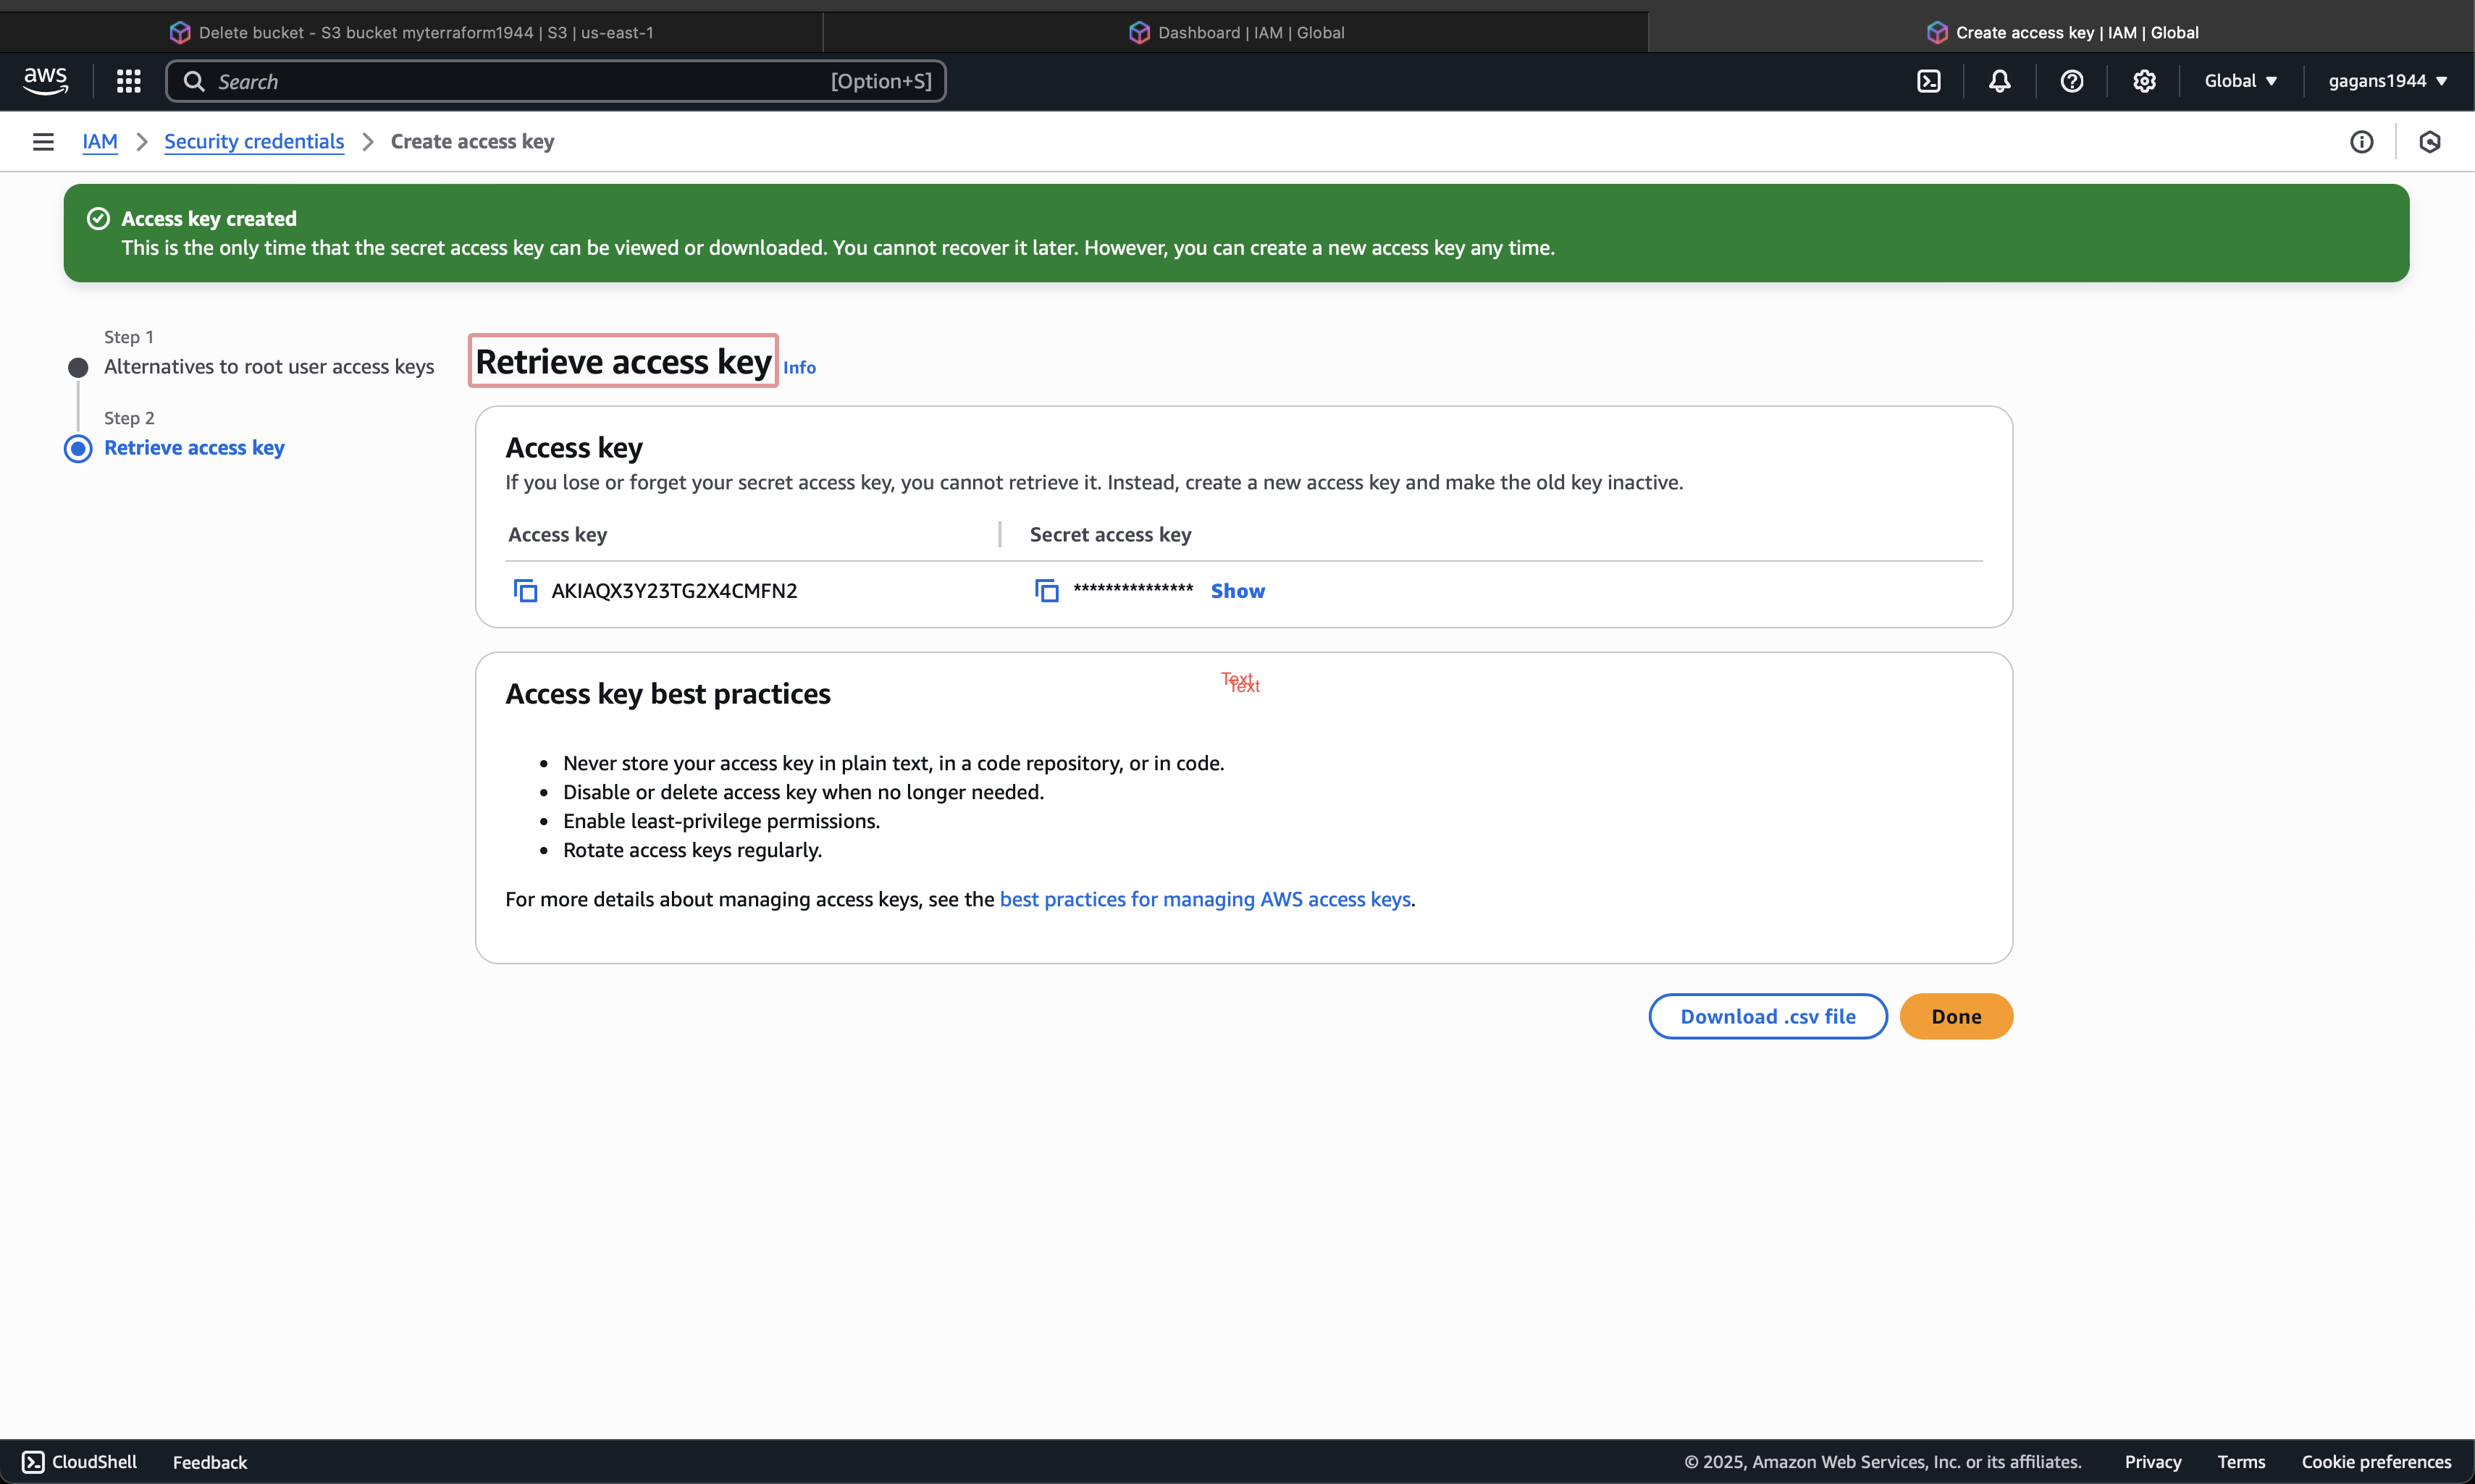 Delete bucket - S3 bucket myterraform1944 | S3 | us-east-1
Dashboard | IAM | Global
Create access key | IAM | Global
aws
Search
[Option+S]
Global
gagans1944
IAM
Security credentials
Create access key
Access key created
This is the only time that the secret access key can be viewed or downloaded. You cannot recover it later. However, you can create a new access key any time.
Step 1
Alternatives to root user access keys
Step 2
Retrieve access key
Retrieve access key Info
Access key
If you lose or forget your secret access key, you cannot retrieve it. Instead, create a new access key and make the old key inactive.
Access key
Secret access key
AKIAQX3Y23TG2X4CMFN2
*************** Show
Text
Text
Access key best practices
• Never store your access key in plain text, in a code repository, or in code.
• Disable or delete access key when no longer needed.
• Enable least-privilege permissions.
• Rotate access keys regularly.
For more details about managing access keys, see the best practices for managing AWS access keys.
Download .csv file
Done
CloudShell
Feedback
© 2025, Amazon Web Services, Inc. or its affiliates.
Privacy
Terms
Cookie preferences